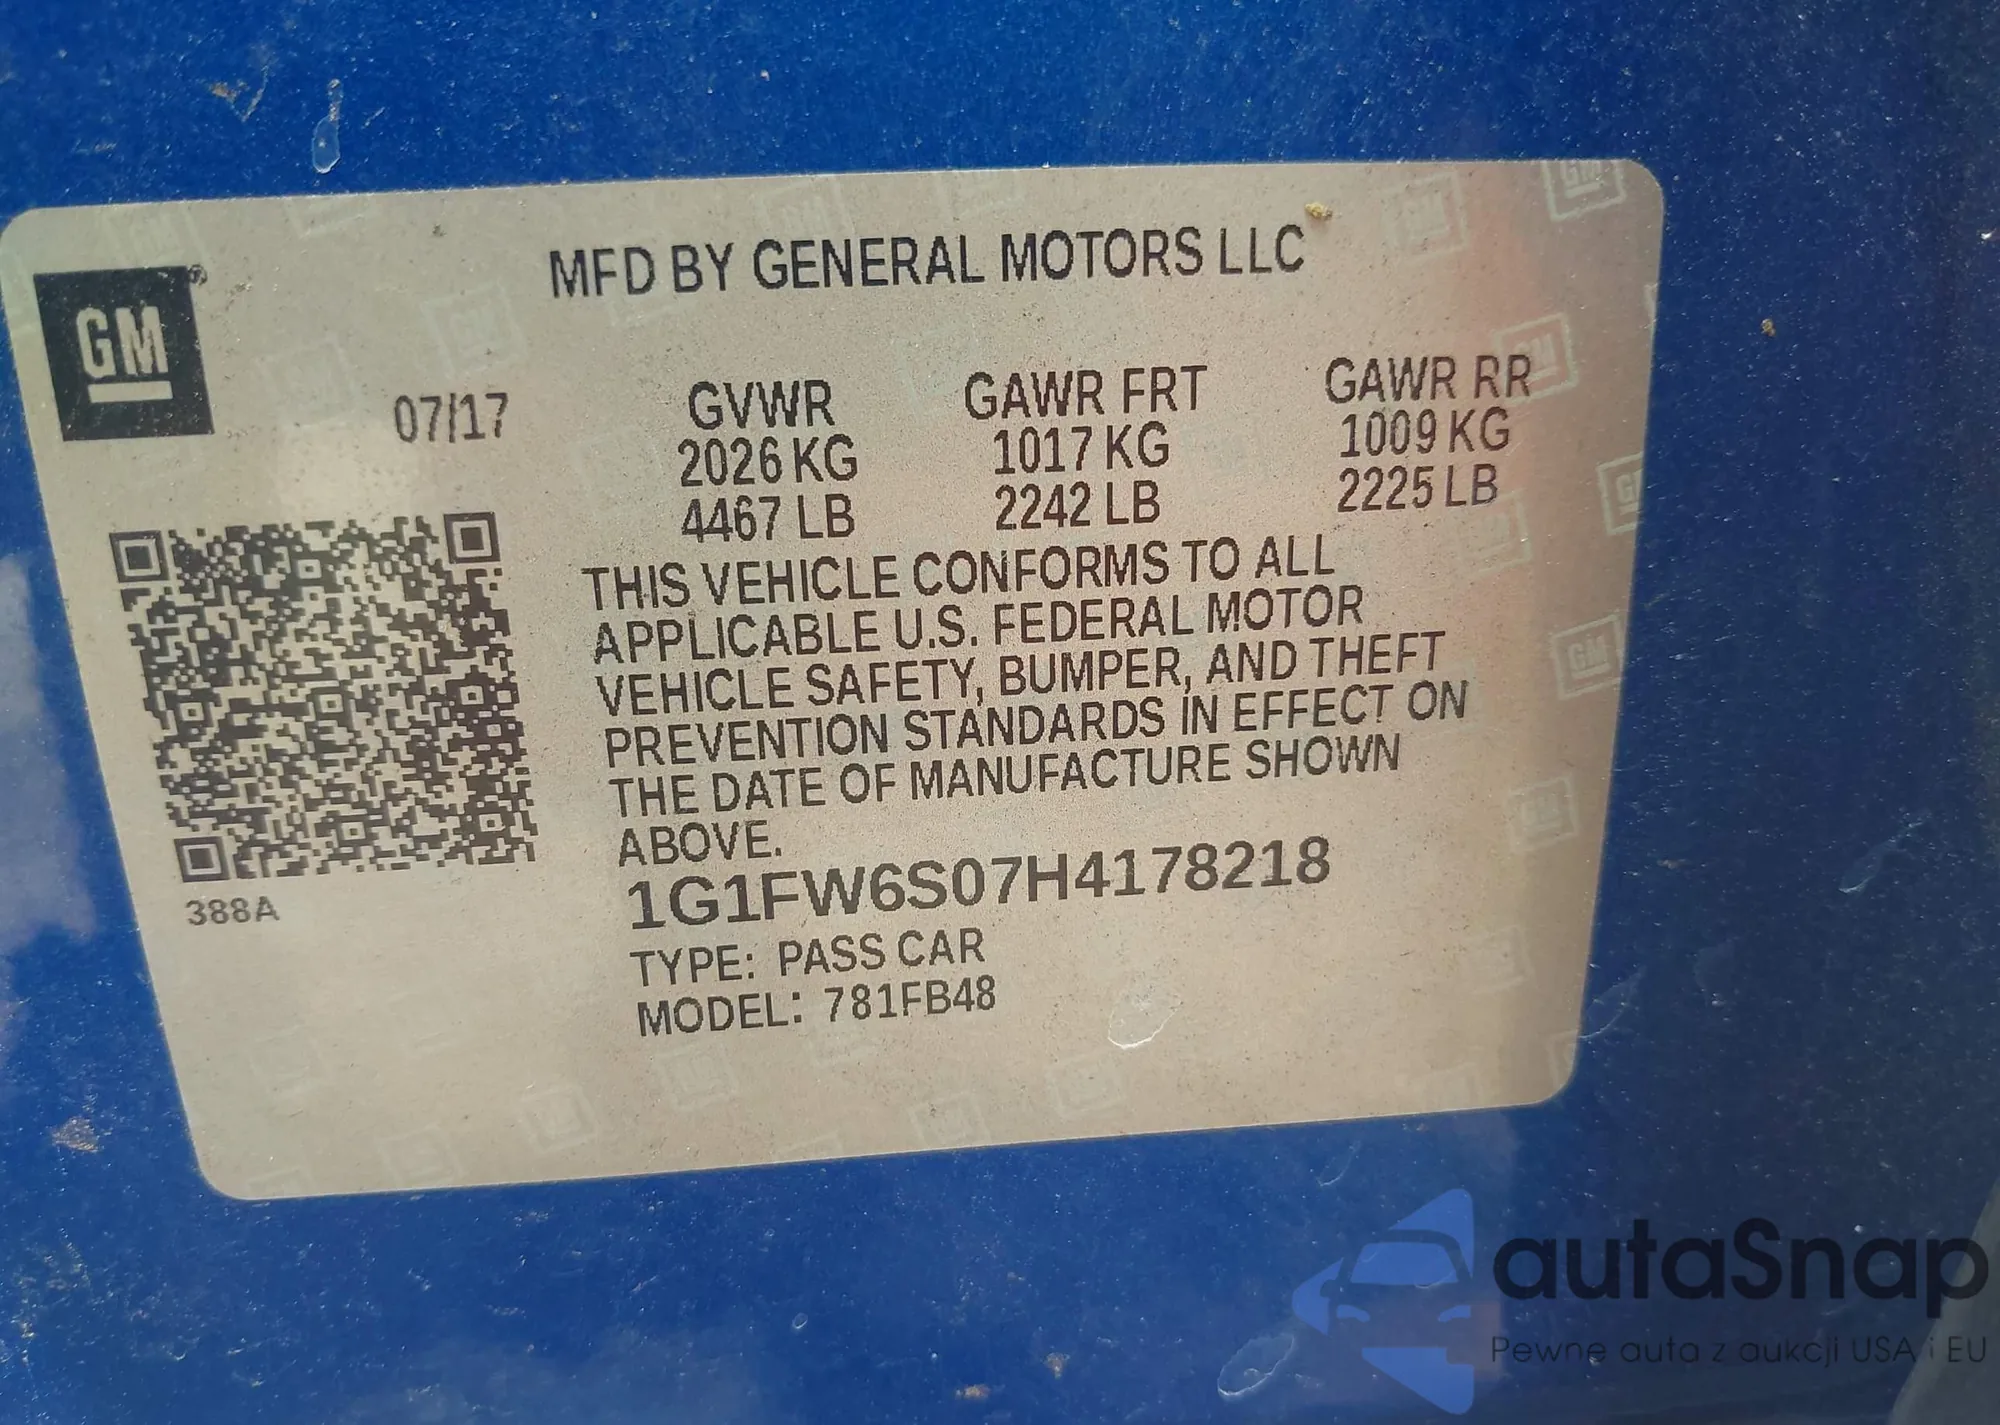 MFD BY GENERAL MOTORS LLC
GM
®
07/17
GVWR
2026 KG
4467 LB
GAWR FRT
1017 KG
2242 LB
GAWR RR
1009 KG
2225 LB
THIS VEHICLE CONFORMS TO ALL
APPLICABLE U.S. FEDERAL MOTOR
VEHICLE SAFETY, BUMPER, AND THEFT
PREVENTION STANDARDS IN EFFECT ON
THE DATE OF MANUFACTURE SHOWN
ABOVE.
388A
1G1FW6S07H4178218
TYPE: PASS CAR
MODEL: 781FB48
autaSnap
Pewne auta z aukcji USA i EU